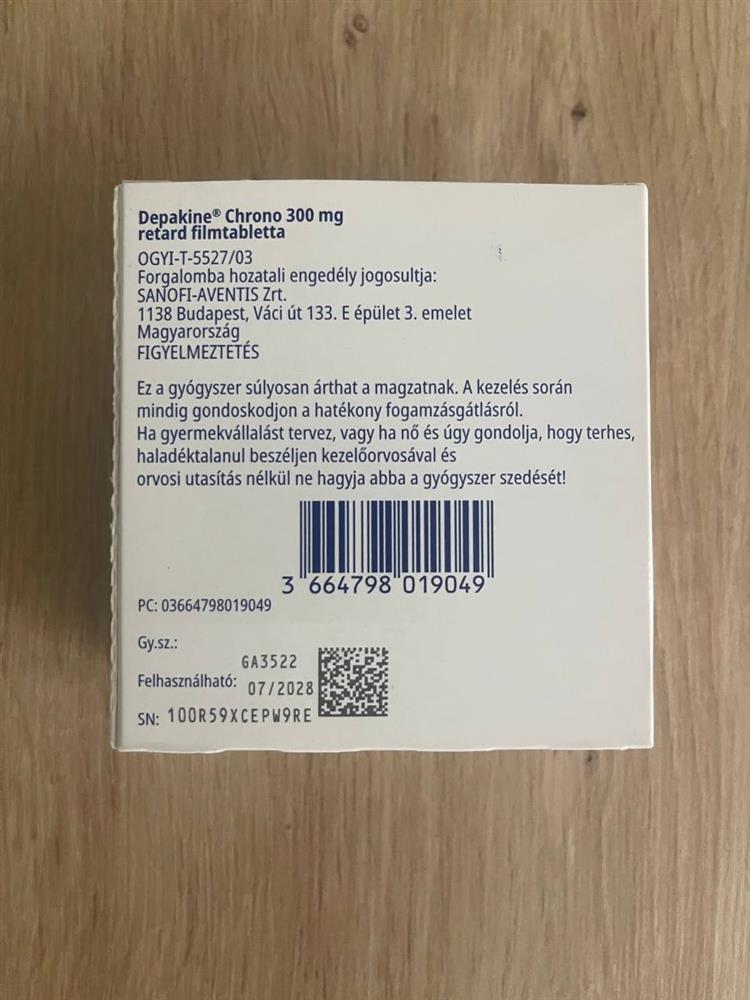 Depakine® Chrono 300 mg
retard filmtabletta
OGYI-T-5527/03
Forgalomba hozatali engedély jogosultja:
SANOFI-AVENTIS Zrt.
1138 Budapest, Váci út 133. E épület 3. emelet
Magyarország
FIGYELMEZTETÉS
Ez a gyógyszer súlyosan árthat a magzatnak. A kezelés során
mindig gondoskodjon a hatékony fogamzásgátlásról.
Ha gyermekvállalást tervez, vagy ha nő és úgy gondolja, hogy terhes,
haladéktalanul beszéljen kezelőorvosával és
orvosi utasítás nélkül ne hagyja abba a gyógyszer szedését!
3 664798 019049
PC: 03664798019049
Gy.sz.: GA3522
Felhasználható: 07/2028
SN: 100R59XCEPW9RE